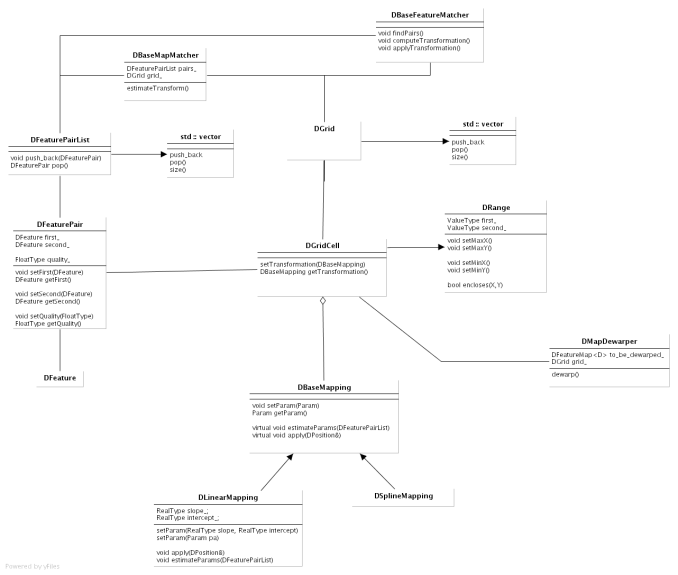 DBaseFeatureMatcher
void findPairs()
void computeTransformation()
void applyTransformation()
DBaseMapMatcher
DFeaturePairList pairs_
DGrid grid_
estimateTransform()
DFeaturePairList
void push_back(DFeaturePair)
DFeaturePair pop()
std :: vector
push_back
pop()
size()
DGrid
std :: vector
push_back
pop()
size()
DFeaturePair
DFeature first_
DFeature second_
FloatType quality_
void setFirst(DFeature)
DFeature getFirst()
void setSecond(DFeature)
DFeature getSecond()
void setQuality(FloatType)
FloatType getQuality()
DGridCell
setTransformation(DBaseMapping)
DBaseMapping getTransformation()
DRange
ValueType first_
ValueType second_
void setMaxX()
void setMaxY()
void setMinX()
void setMinY()
bool encloses(X,Y)
DMapDewarper
DFeatureMap <D> to_be_dewarped_
DGrid grid_
dewarp()
DFeature
DBaseMapping
void setParam(Param)
Param getParam()
virtual void estimateParams(DFeaturePairList)
virtual void apply(DPosition&)
DLinearMapping
RealType slope_;
RealType intercept_;
setParam(RealType slope, RealType intercept)
setParam(Param pa)
void apply(DPosition&)
void estimateParams(DFeaturePairList)
DSplineMapping
Powered by yFiles